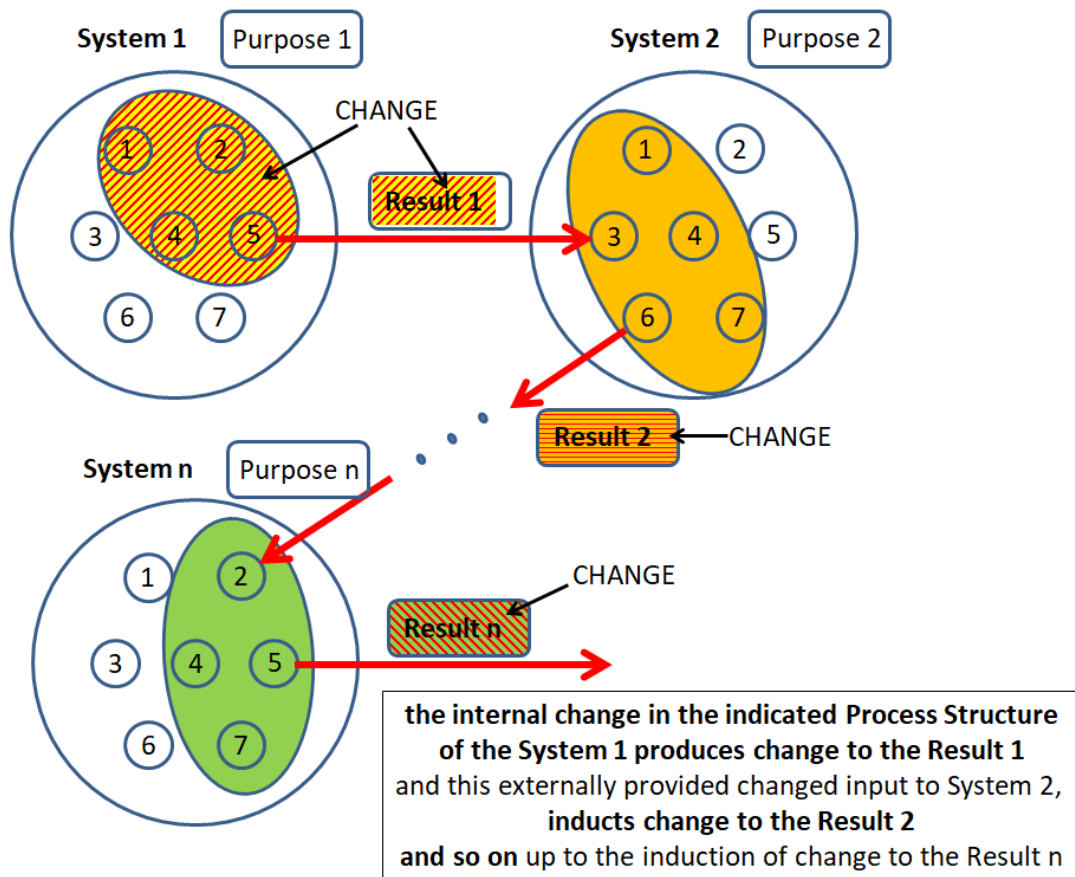 System 1
Purpose 1
System 2
Purpose 2
CHANGE
1
2
3
4
5
6
7
Result 1
1
2
3
4
5
6
7
Result 2
CHANGE
System n
Purpose n
1
2
3
4
5
6
7
CHANGE
Result n
the internal change in the indicated Process Structure
of the System 1 produces change to the Result 1
and this externally provided changed input to System 2,
inducts change to the Result 2
and so on up to the induction of change to the Result n